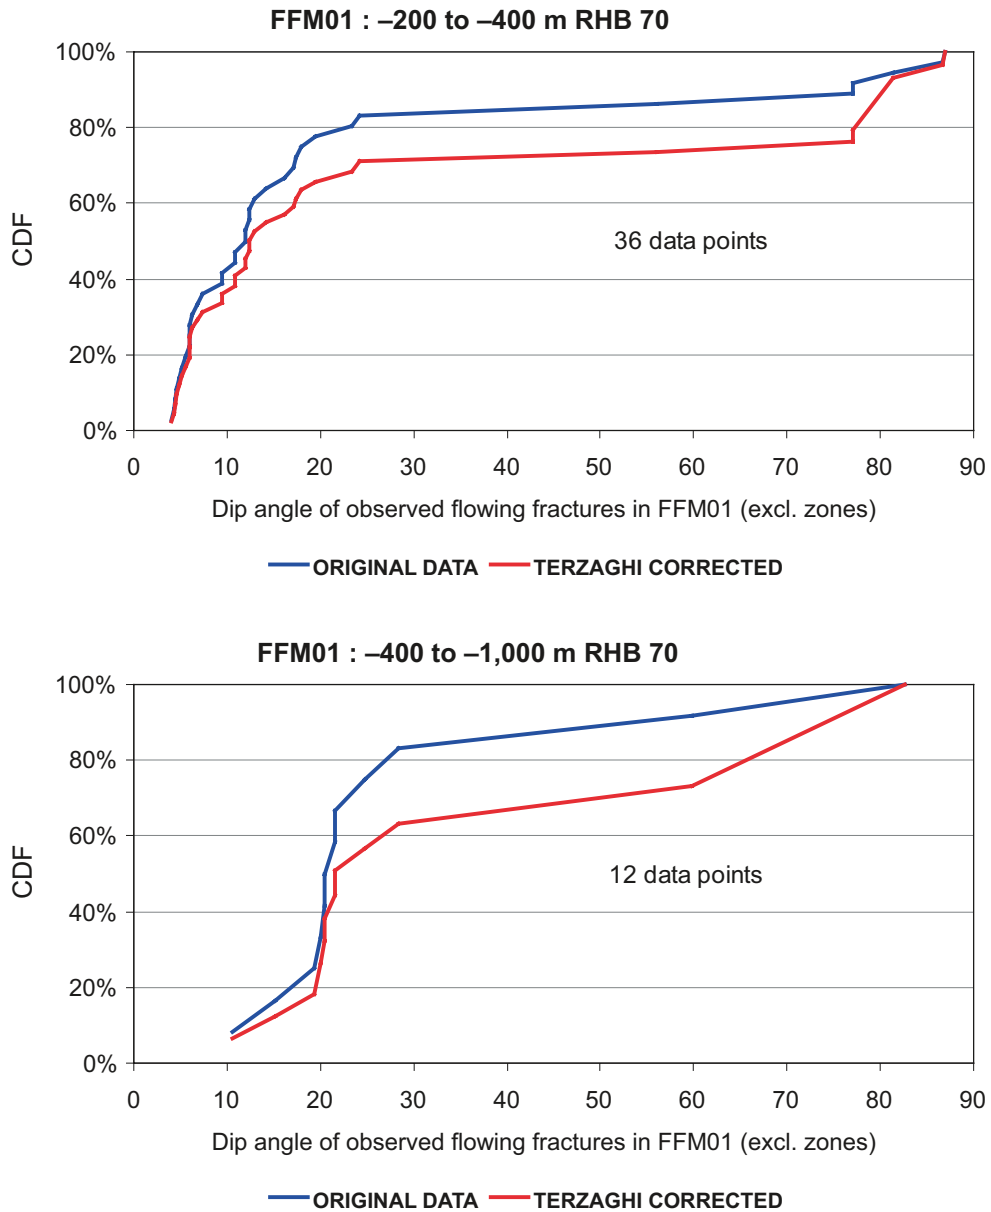 FFM01 : –200 to –400 m RHB 70
100%
80%
60%
40%
20%
0%
CDF
36 data points
0 10 20 30 40 50 60 70 80 90
Dip angle of observed flowing fractures in FFM01 (excl. zones)
ORIGINAL DATA TERZAGHI CORRECTED
FFM01 : –400 to –1,000 m RHB 70
100%
80%
60%
40%
20%
0%
CDF
12 data points
0 10 20 30 40 50 60 70 80 90
Dip angle of observed flowing fractures in FFM01 (excl. zones)
ORIGINAL DATA TERZAGHI CORRECTED